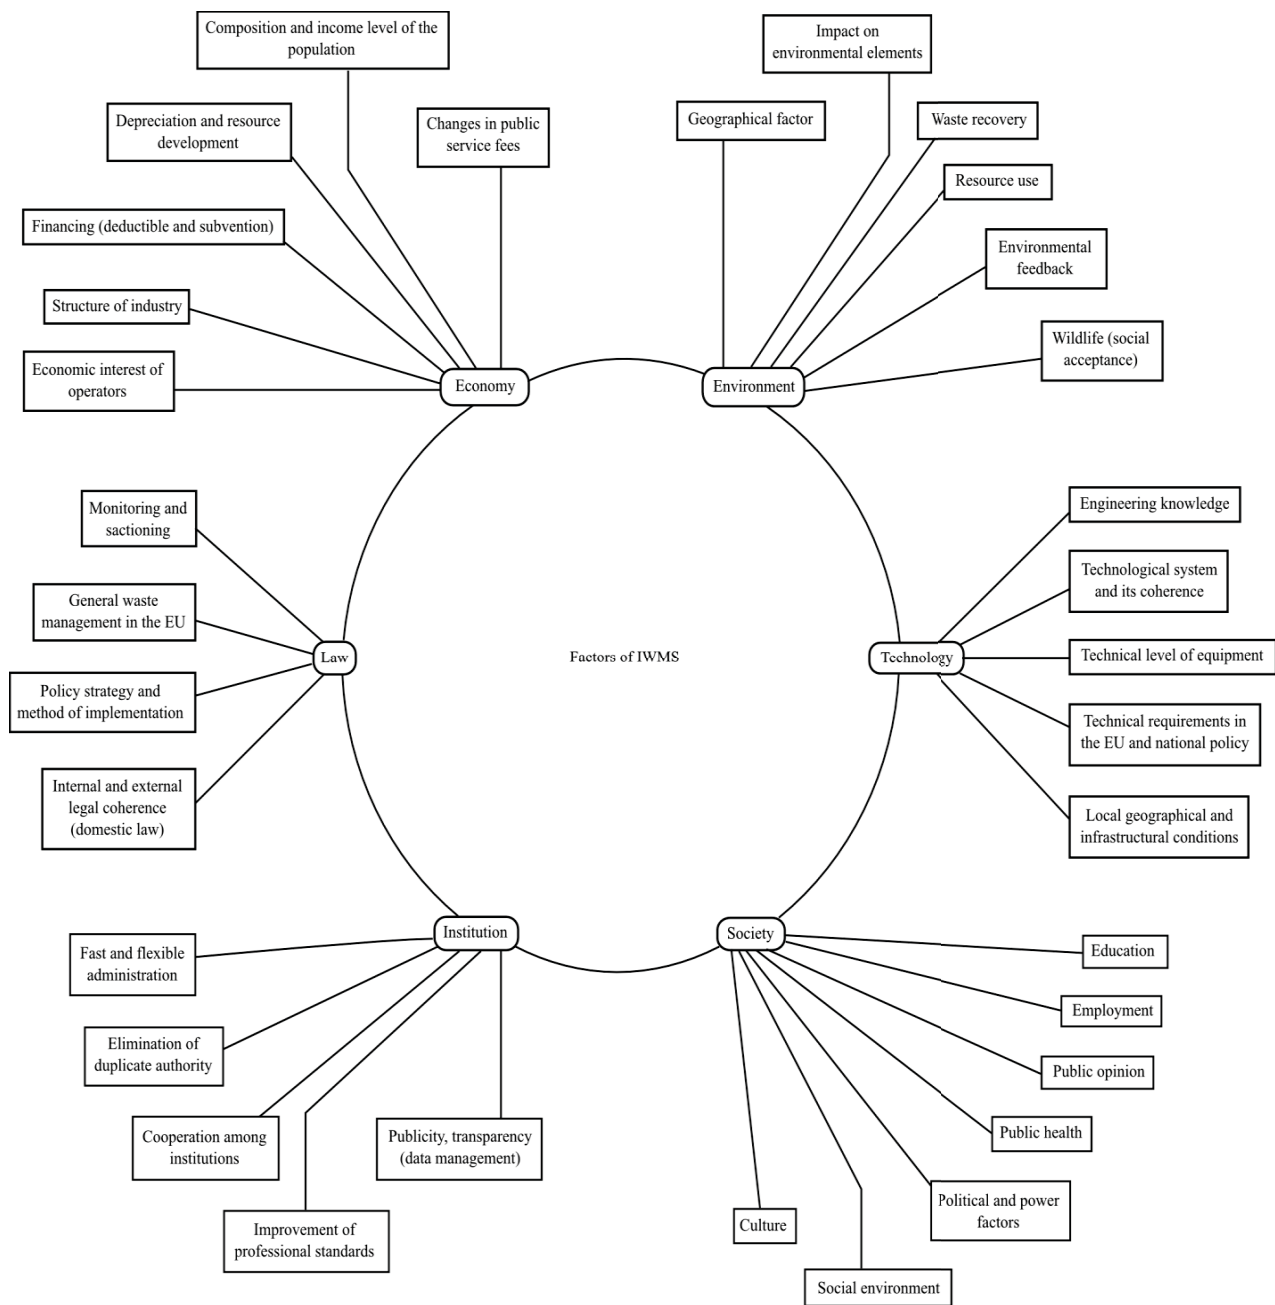 Composition and income level of the
population
Impact on
environmental elements
Depreciation and resource
development
Changes in public
service fees
Geographical factor
Waste recovery
Resource use
Financing (deductible and subvention)
Environmental
feedback
Structure of industry
Wildlife (social
acceptance)
Economic interest of
operators
Economy
Environment
Monitoring and
sactioning
Engineering knowledge
Technological system
and its coherence
General waste
management in the EU
Law
Factors of IWMS
Technology
Technical level of equipment
Policy strategy and
method of implementation
Technical requirements in
the EU and national policy
Internal and external
legal coherence
(domestic law)
Local geographical and
infrastructural conditions
Institution
Society
Fast and flexible
administration
Education
Employment
Elimination of
duplicate authority
Public opinion
Cooperation among
institutions
Publicity, transparency
(data management)
Public health
Improvement of
professional standards
Culture
Political and power
factors
Social environment